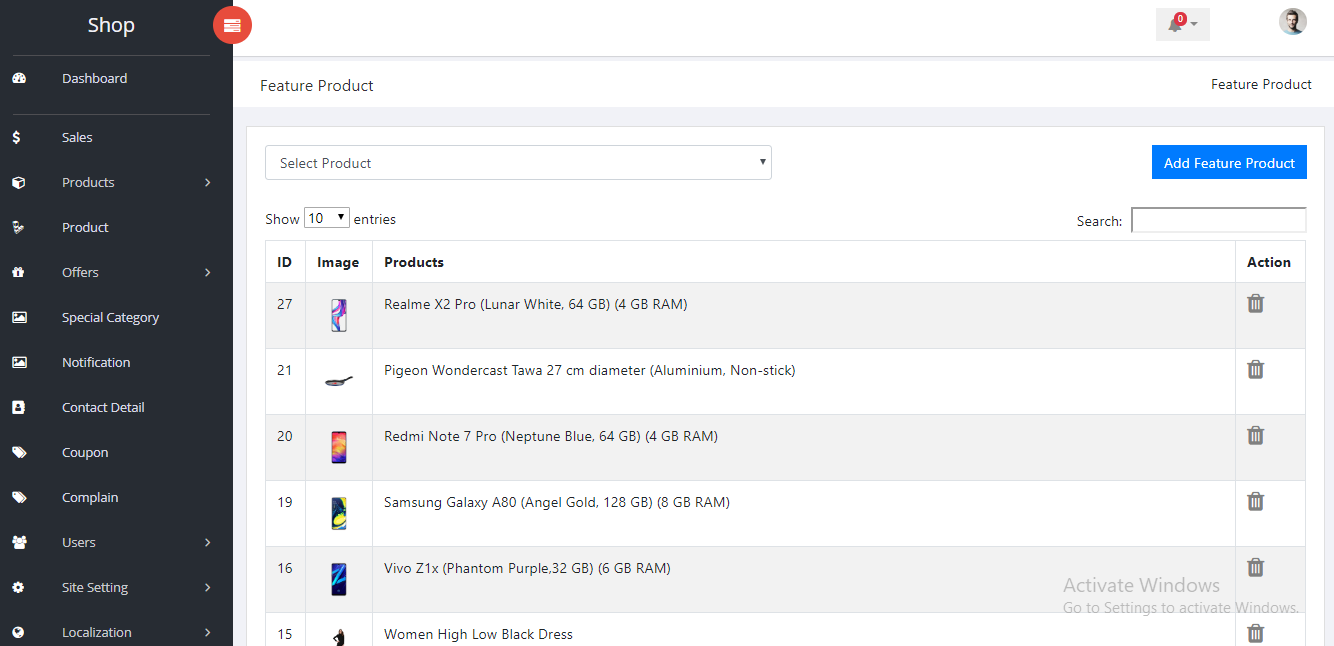 Shop
0
Dashboard
Feature Product
Feature Product
Sales
Products
Product
Offers
Special Category
Notification
Contact Detail
Coupon
Complain
Users
Site Setting
Localization
Select Product
Add Feature Product
Show 10 entries
Search:
ID Image Products Action
27 Realme X2 Pro (Lunar White, 64 GB) (4 GB RAM)
21 Pigeon Wondercast Tawa 27 cm diameter (Aluminium, Non-stick)
20 Redmi Note 7 Pro (Neptune Blue, 64 GB) (4 GB RAM)
19 Samsung Galaxy A80 (Angel Gold, 128 GB) (8 GB RAM)
16 Vivo Z1x (Phantom Purple,32 GB) (6 GB RAM)
15 Women High Low Black Dress
Activate Windows
Go to Settings to activate Windows.